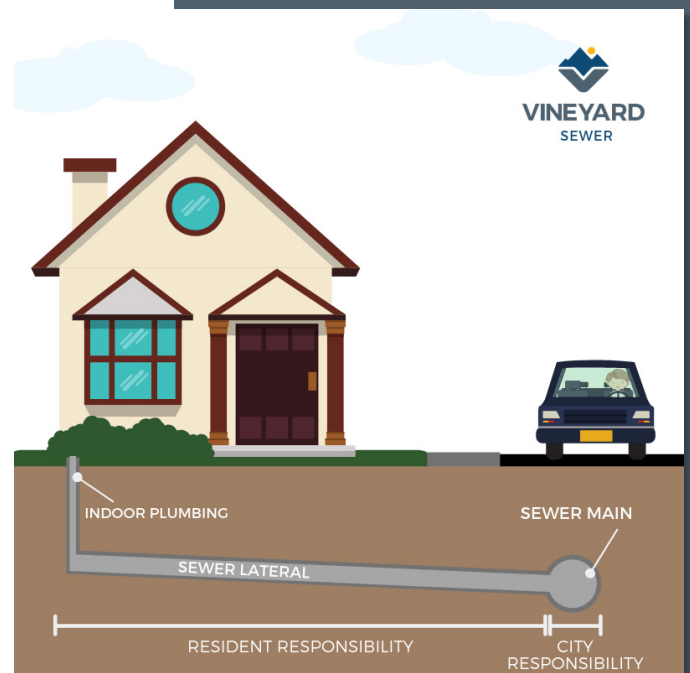 VINEYARD
SEWER
INDOOR PLUMBING
SEWER MAIN
SEWER LATERAL
RESIDENT RESPONSIBILITY
CITY
RESPONSIBILITY